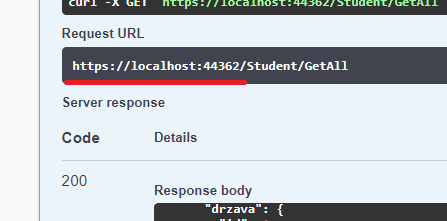 curl -X GET "https://localhost:44362/Student/GetAll
Request URL
https://localhost:44362/Student/GetAll
Server response
Code Details
200
Response body
"drzava": {